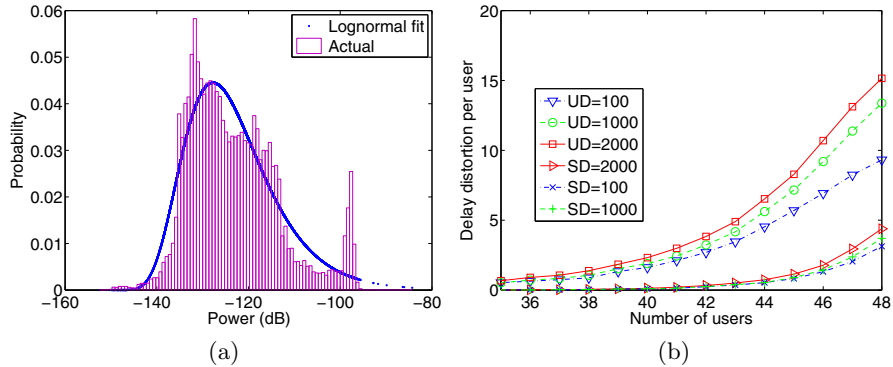 0.06
0.05
0.04
0.03
0.02
0.01
0
Probability
−160
−140
−120
−100
−80
Power (dB)
Lognormal fit
Actual
(a)
20
15
10
5
0
Delay distortion per user
36
38
40
42
44
46
48
Number of users
UD=100
UD=1000
UD=2000
SD=2000
SD=100
SD=1000
(b)